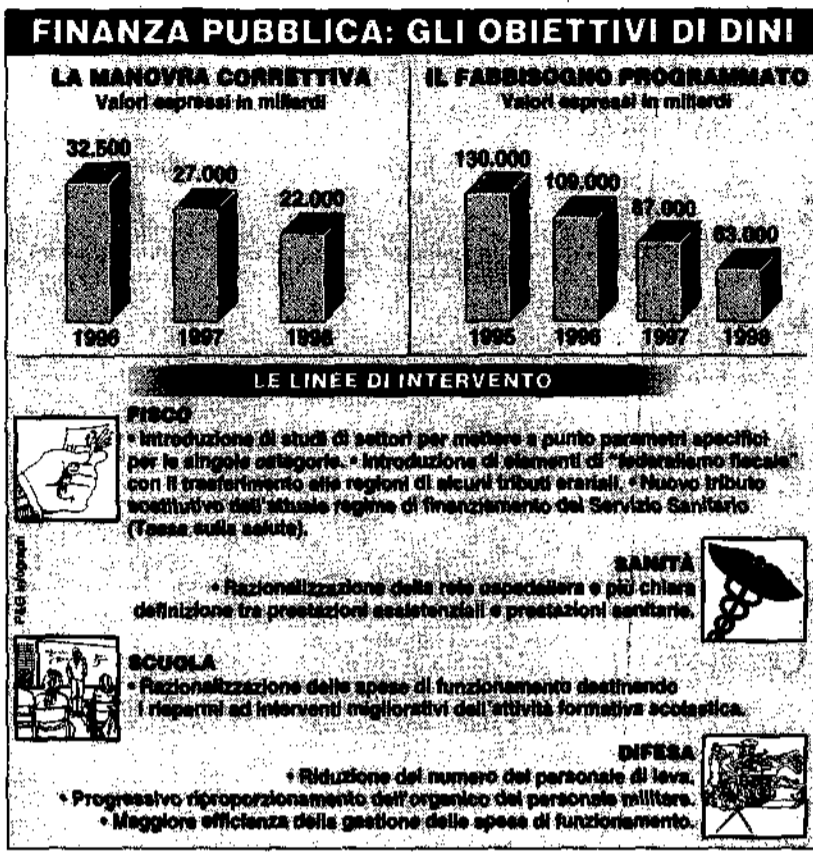 FINANZA PUBBLICA: GLI OBIETTIVI DI DINI
LA MANOVRA CORRETTIVA
Valori espressi in miliardi
32.500
27.000
22.000
1996
1997
1998
IL FABBISOGNO PROGRAMMATO
Valori espressi in miliardi
130.000
109.000
87.000
63.000
1995
1996
1997
1998
LE LINEE DI INTERVENTO
FISCO
• Introduzione di studi di settori per mettere a punto parametri specifici
per le singole categorie. • Introduzione di elementi di "federalismo fiscale"
con il trasferimento alle regioni di alcuni tributi erariali. • Nuovo tributo
sostitutivo dell'attuale regime di finanziamento del Servizio Sanitario
(Tassa sulla salute).
P&G Infograph
SANITÀ
• Razionalizzazione della rete ospedaliera e più chiara
definizione tra prestazioni assistenziali e prestazioni sanitarie.
SCUOLA
• Razionalizzazione delle spese di funzionamento destinando
i risparmi ad interventi migliorativi dell'attività formativa scolastica.
DIFESA
• Riduzione del numero del personale di leva.
• Progressivo riproporzionamento dell'organico del personale militare.
• Maggiore efficienza della gestione delle spese di funzionamento.